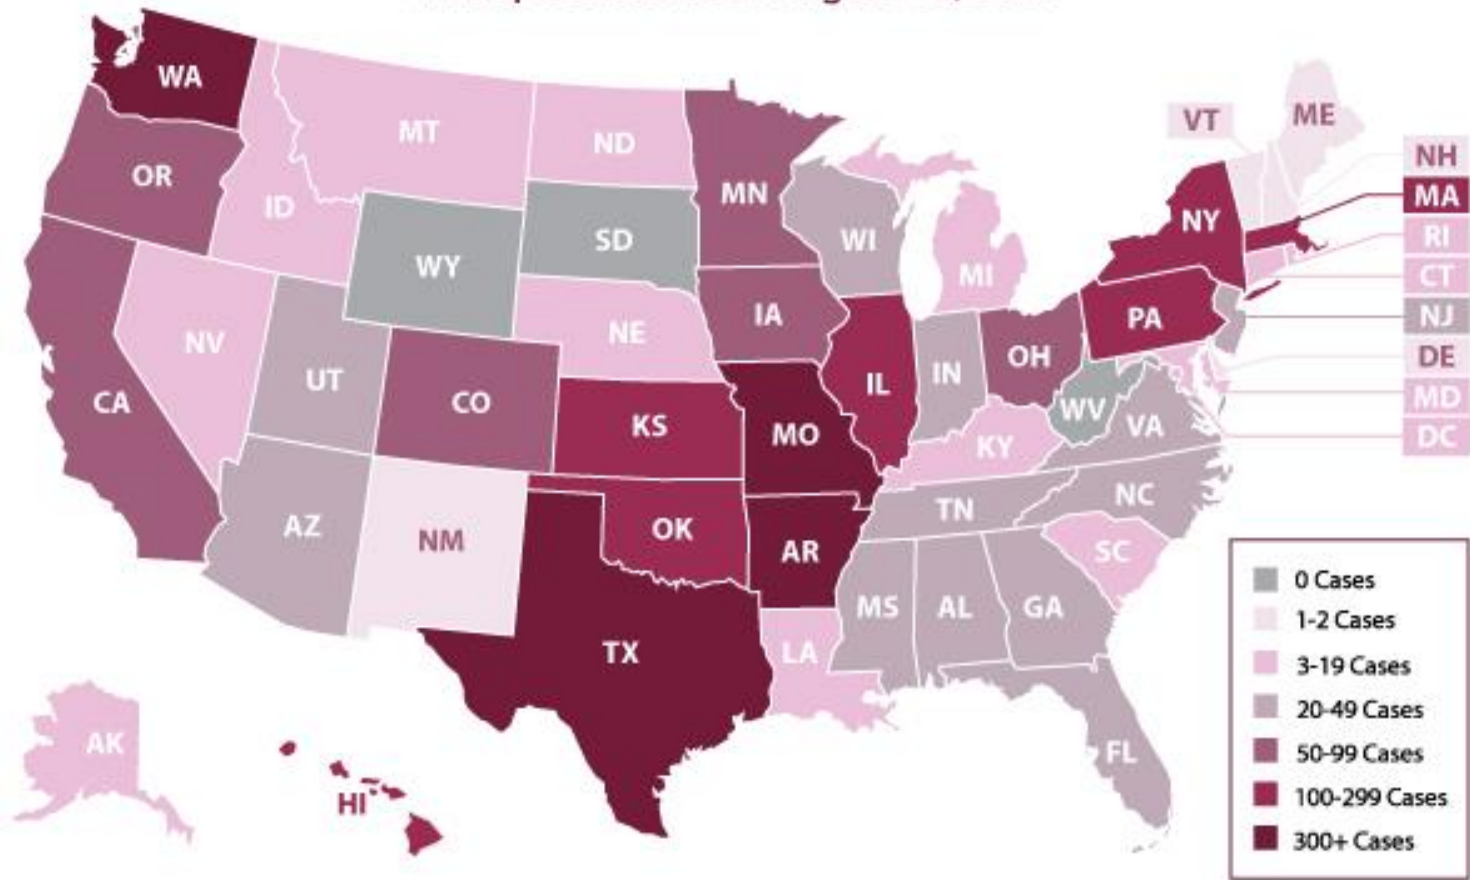 WA
MT
ND
OR
ID
MN
VT
ME
NH
MA
RI
CT
NJ
DE
MD
DC
NY
WI
SD
WY
MI
IA
PA
NE
NV
UT
CO
IL
IN
OH
CA
KS
MO
WV
VA
KY
AZ
NM
OK
AR
TN
NC
SC
MS
AL
GA
TX
LA
AK
HI
FL
0 Cases
1-2 Cases
3-19 Cases
20-49 Cases
50-99 Cases
100-299 Cases
300+ Cases